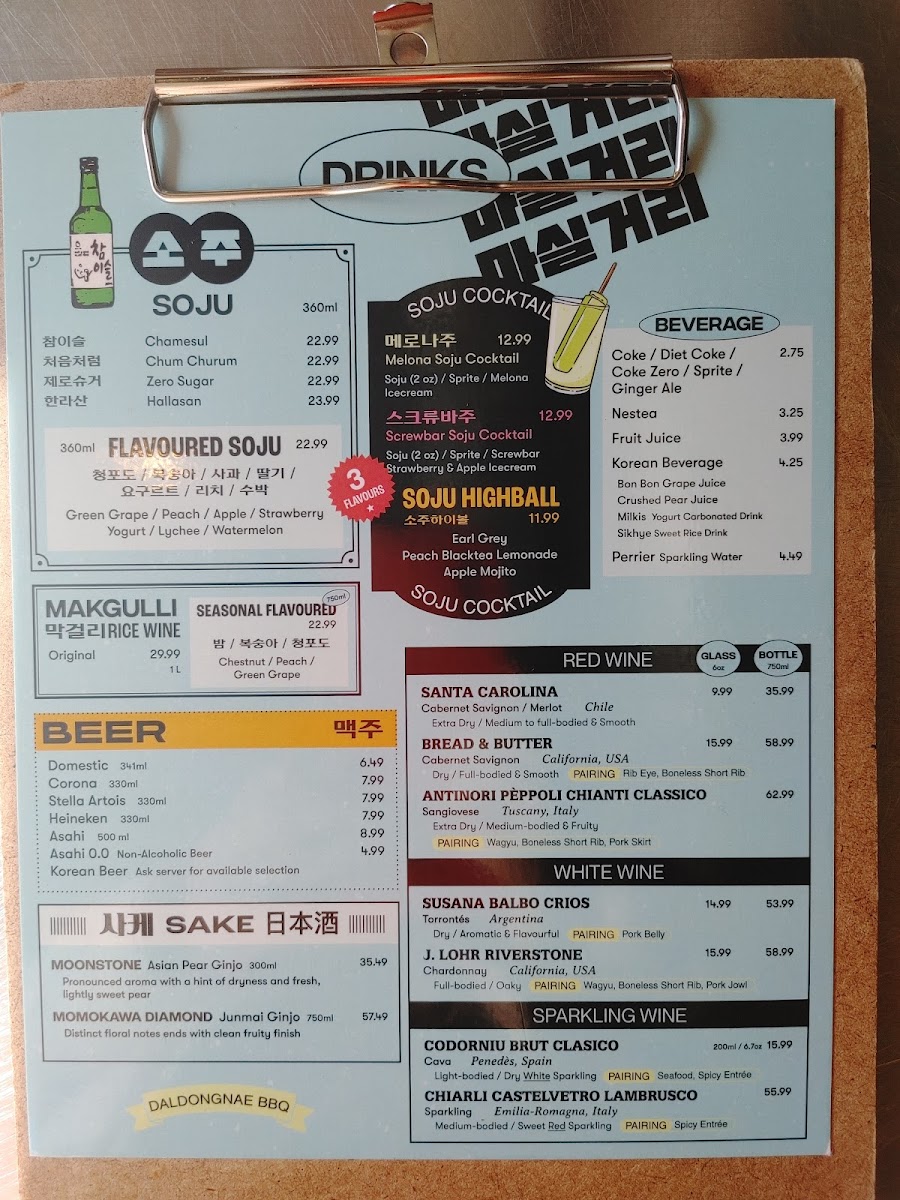 DRINKS
마실거리
마실거리
마실거리
참이슬
소주
SOJU 360ml
참이슬 Chamesul 22.99
처음처럼 Chum Churum 22.99
제로슈거 Zero Sugar 22.99
한라산 Hallasan 23.99
360ml FLAVOURED SOJU 22.99
청포도 / 복숭아 / 사과 / 딸기 /
요구르트 / 리치 / 수박
Green Grape / Peach / Apple / Strawberry
Yogurt / Lychee / Watermelon
MAKGULLI
막걸리 RICE WINE
Original 29.99
1 L
SEASONAL FLAVOURED 750ml
22.99
밤 / 복숭아 / 청포도
Chestnut / Peach /
Green Grape
BEER 맥주
Domestic 341ml 6.49
Corona 330ml 7.99
Stella Artois 330ml 7.99
Heineken 330ml 7.99
Asahi 500 ml 8.99
Asahi 0.0 Non-Alcoholic Beer 4.99
Korean Beer Ask server for available selection
사케 SAKE 日本酒
MOONSTONE Asian Pear Ginjo 300ml 35.49
Pronounced aroma with a hint of dryness and fresh,
lightly sweet pear
MOMOKAWA DIAMOND Junmai Ginjo 750ml 57.49
Distinct floral notes ends with clean fruity finish
DALDONGNAE BBQ
SOJU COCKTAIL
메로나주 12.99
Melona Soju Cocktail
Soju (2 oz) / Sprite / Melona
Icecream
스크류바주 12.99
Screwbar Soju Cocktail
Soju (2 oz) / Sprite / Screwbar
Strawberry & Apple Icecream
3
FLAVOURS
SOJU HIGHBALL
소주하이볼 11.99
Earl Grey
Peach Blacktea Lemonade
Apple Mojito
SOJU COCKTAIL
BEVERAGE
Coke / Diet Coke / 2.75
Coke Zero / Sprite /
Ginger Ale
Nestea 3.25
Fruit Juice 3.99
Korean Beverage 4.25
Bon Bon Grape Juice
Crushed Pear Juice
Milkis Yogurt Carbonated Drink
Sikhye Sweet Rice Drink
Perrier Sparkling Water 4.49
RED WINE GLASS 6oz BOTTLE 750ml
SANTA CAROLINA 9.99 35.99
Cabernet Savignon / Merlot Chile
Extra Dry / Medium to full-bodied & Smooth
BREAD & BUTTER 15.99 58.99
Cabernet Savignon California, USA
Dry / Full-bodied & Smooth PAIRING Rib Eye, Boneless Short Rib
ANTINORI PÈPPOLI CHIANTI CLASSICO 62.99
Sangiovese Tuscany, Italy
Extra Dry / Medium-bodied & Fruity
PAIRING Wagyu, Boneless Short Rib, Pork Skirt
WHITE WINE
SUSANA BALBO CRIOS 14.99 53.99
Torrontés Argentina
Dry / Aromatic & Flavourful PAIRING Pork Belly
J. LOHR RIVERSTONE 15.99 58.99
Chardonnay California, USA
Full-bodied / Oaky PAIRING Wagyu, Boneless Short Rib, Pork Jowl
SPARKLING WINE
CODORNIU BRUT CLASICO 200ml / 6.7oz 15.99
Cava Penedès, Spain
Light-bodied / Dry White Sparkling PAIRING Seafood, Spicy Entrée
CHIARLI CASTELVETRO LAMBRUSCO 55.99
Sparkling Emilia-Romagna, Italy
Medium-bodied / Sweet Red Sparkling PAIRING Spicy Entrée